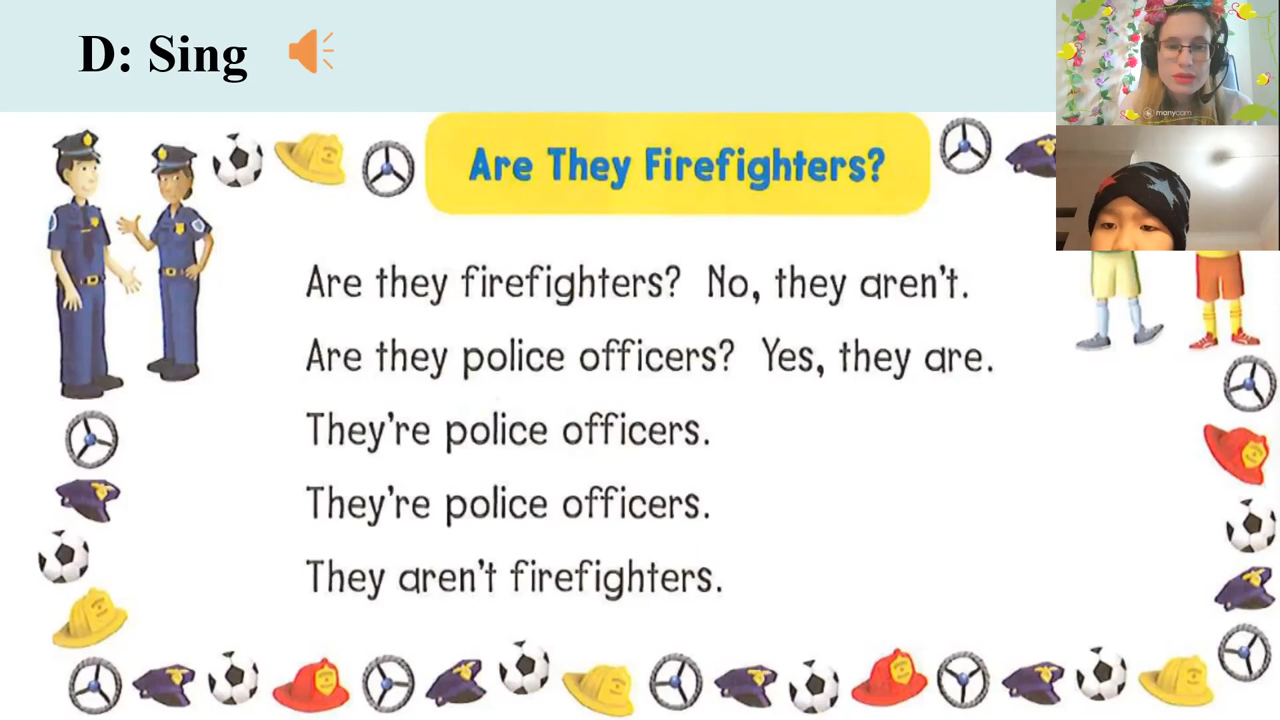 D: Sing
manycam
Are They Firefighters?
Are they firefighters? No, they aren't.
Are they police officers? Yes, they are.
They're police officers.
They're police officers.
They aren't firefighters.